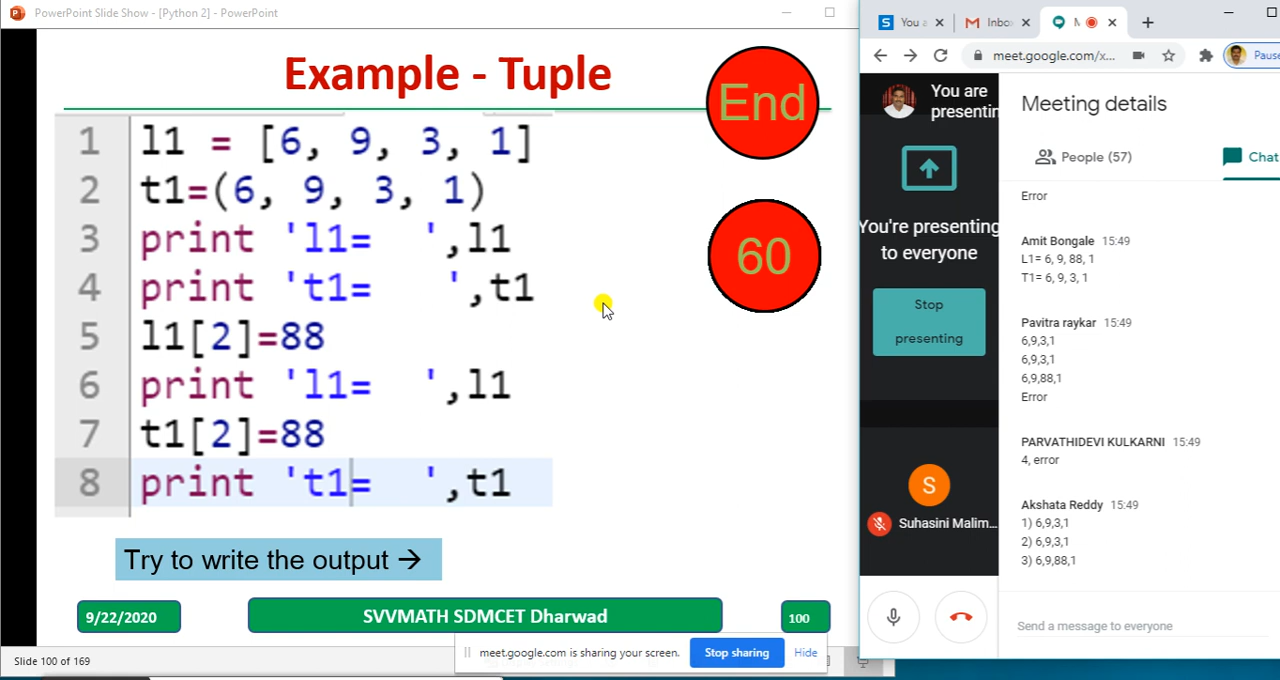 PowerPoint Slide Show - [Python 2] - PowerPoint
Example - Tuple
End
60
1 l1 = [6, 9, 3, 1]
2 t1=(6, 9, 3, 1)
3 print 'l1=   ',l1
4 print 't1=    ',t1
5 l1[2]=88
6 print 'l1=   ',l1
7 t1[2]=88
8 print 't1=   ',t1
Try to write the output →
9/22/2020
SVVMATH SDMCET Dharwad
100
Slide 100 of 169
meet.google.com is sharing your screen.
Stop sharing
Hide
You a
Inbo
M
meet.google.com/x...
Pause
You are
presentin
You're presenting
to everyone
Stop
presenting
S
Suhasini Malim...
Meeting details
People (57)
Chat
Error
Amit Bongale 15:49
L1= 6, 9, 88, 1
T1= 6, 9, 3, 1
Pavitra raykar 15:49
6,9,3,1
6,9,3,1
6,9,88,1
Error
PARVATHIDEVI KULKARNI 15:49
4, error
Akshata Reddy 15:49
1) 6,9,3,1
2) 6,9,3,1
3) 6,9,88,1
Send a message to everyone